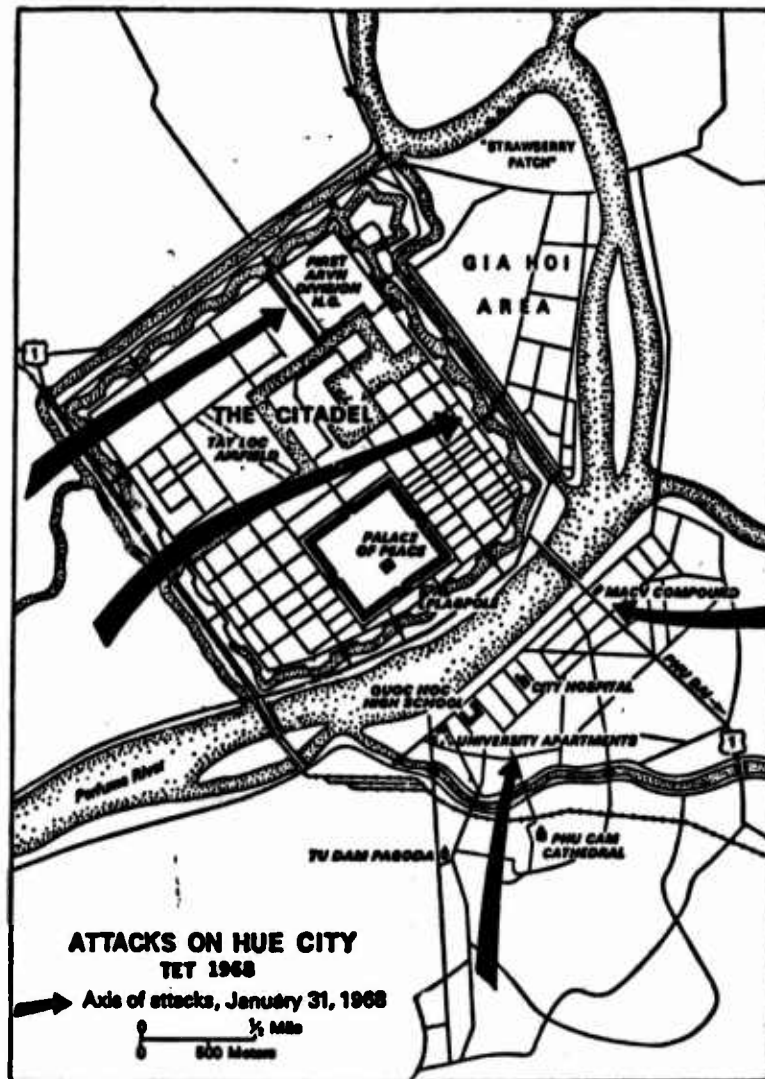 "STRAWBERRY
PATCH"
GIA HOI
AREA
FIRST
ARVN
DIVISION
H.Q.
1
THE CITADEL
TAY LOC
AIRFIELD
PALACE
OF PEACE
FLAGPOLE
MACV COMPOUND
PHU BAI
QUOC HOC
HIGH SCHOOL
CITY HOSPITAL
UNIVERSITY APARTMENTS
1
Perfume River
TU DAM PAGODA
PHU CAM
CATHEDRAL
ATTACKS ON HUE CITY
TET 1968
Axis of attacks, January 31, 1968
0 ½ Mile
0 500 Meters